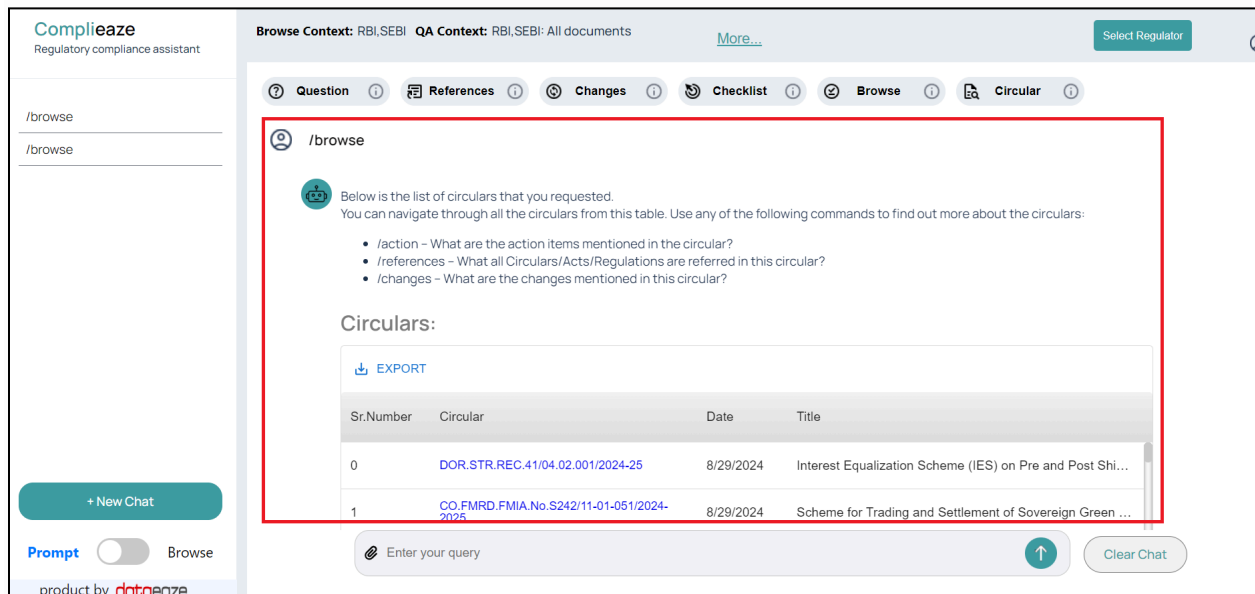 Complieaze
Regulatory compliance assistant
/browse
/browse
+ New Chat
Prompt Browse
product by dataeaze
Browse Context: RBI,SEBI QA Context: RBI,SEBI: All documents
More...
Select Regulator
Question References Changes Checklist Browse Circular
/browse
Below is the list of circulars that you requested.
You can navigate through all the circulars from this table. Use any of the following commands to find out more about the circulars:
• /action – What are the action items mentioned in the circular?
• /references – What all Circulars/Acts/Regulations are referred in this circular?
• /changes – What are the changes mentioned in this circular?
Circulars:
EXPORT
Sr.Number Circular Date Title
0 DOR.STR.REC.41/04.02.001/2024-25 8/29/2024 Interest Equalization Scheme (IES) on Pre and Post Shi...
1 CO.FMRD.FMIA.No.S242/11-01-051/2024-
2025 8/29/2024 Scheme for Trading and Settlement of Sovereign Green ...
Enter your query
Clear Chat